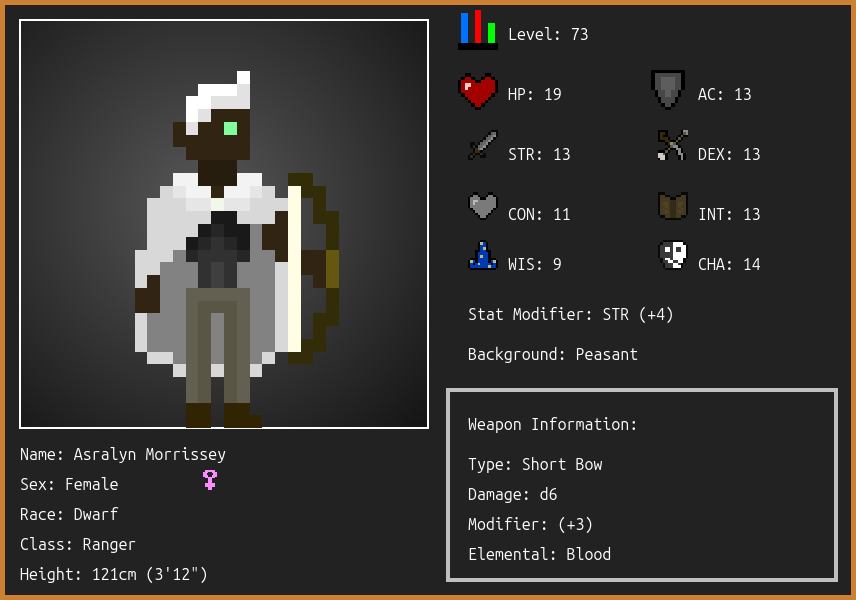 Level: 73
HP: 19
AC: 13
STR: 13
DEX: 13
CON: 11
INT: 13
WIS: 9
CHA: 14
Stat Modifier: STR (+4)
Background: Peasant
Weapon Information:
Type: Short Bow
Damage: d6
Modifier: (+3)
Elemental: Blood
Name: Asralyn Morrissey
Sex: Female
Race: Dwarf
Class: Ranger
Height: 121cm (3'12")